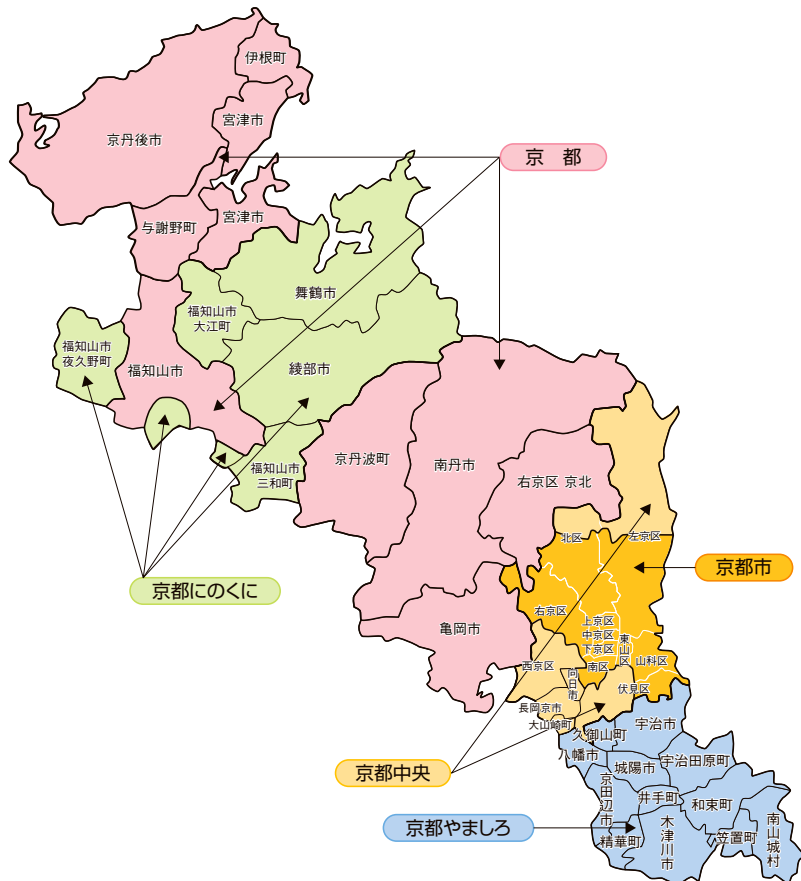 伊根町
宮津市
京丹後市
京　都
与謝野町
宮津市
舞鶴市
福知山市
大江町
福知山市
夜久野町
福知山市
綾部市
京丹波町
南丹市
右京区 京北
福知山市
三和町
北区
左京区
京都市
京都にのくに
右京区
上京区
中京区
下京区
東山区
山科区
亀岡市
西京区
南区
向日市
伏見区
長岡京市
大山崎町
久御山町
宇治市
八幡市
京都中央
城陽市
宇治田原町
京田辺市
井手町
和束町
京都やましろ
精華町
木津川市
笠置町
南山城村